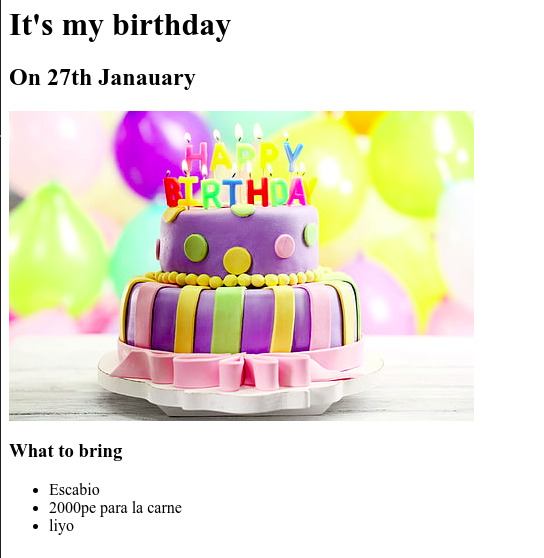 It's my birthday
On 27th Janauary
HAPPY
BIRTHDAY
What to bring
Escabio
2000pe para la carne
liyo